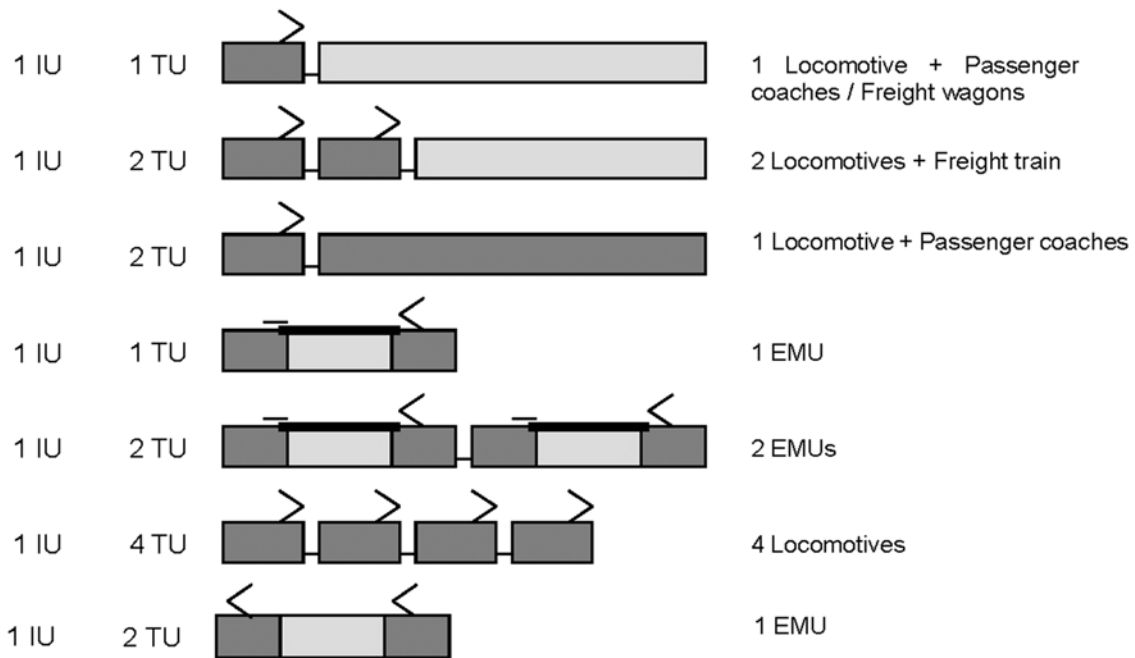 1 IU 1 TU 1 Locomotive + Passenger
coaches / Freight wagons
1 IU 2 TU 2 Locomotives + Freight train
1 IU 2 TU 1 Locomotive + Passenger coaches
1 IU 1 TU 1 EMU
1 IU 2 TU 2 EMUs
1 IU 4 TU 4 Locomotives
1 IU 2 TU 1 EMU